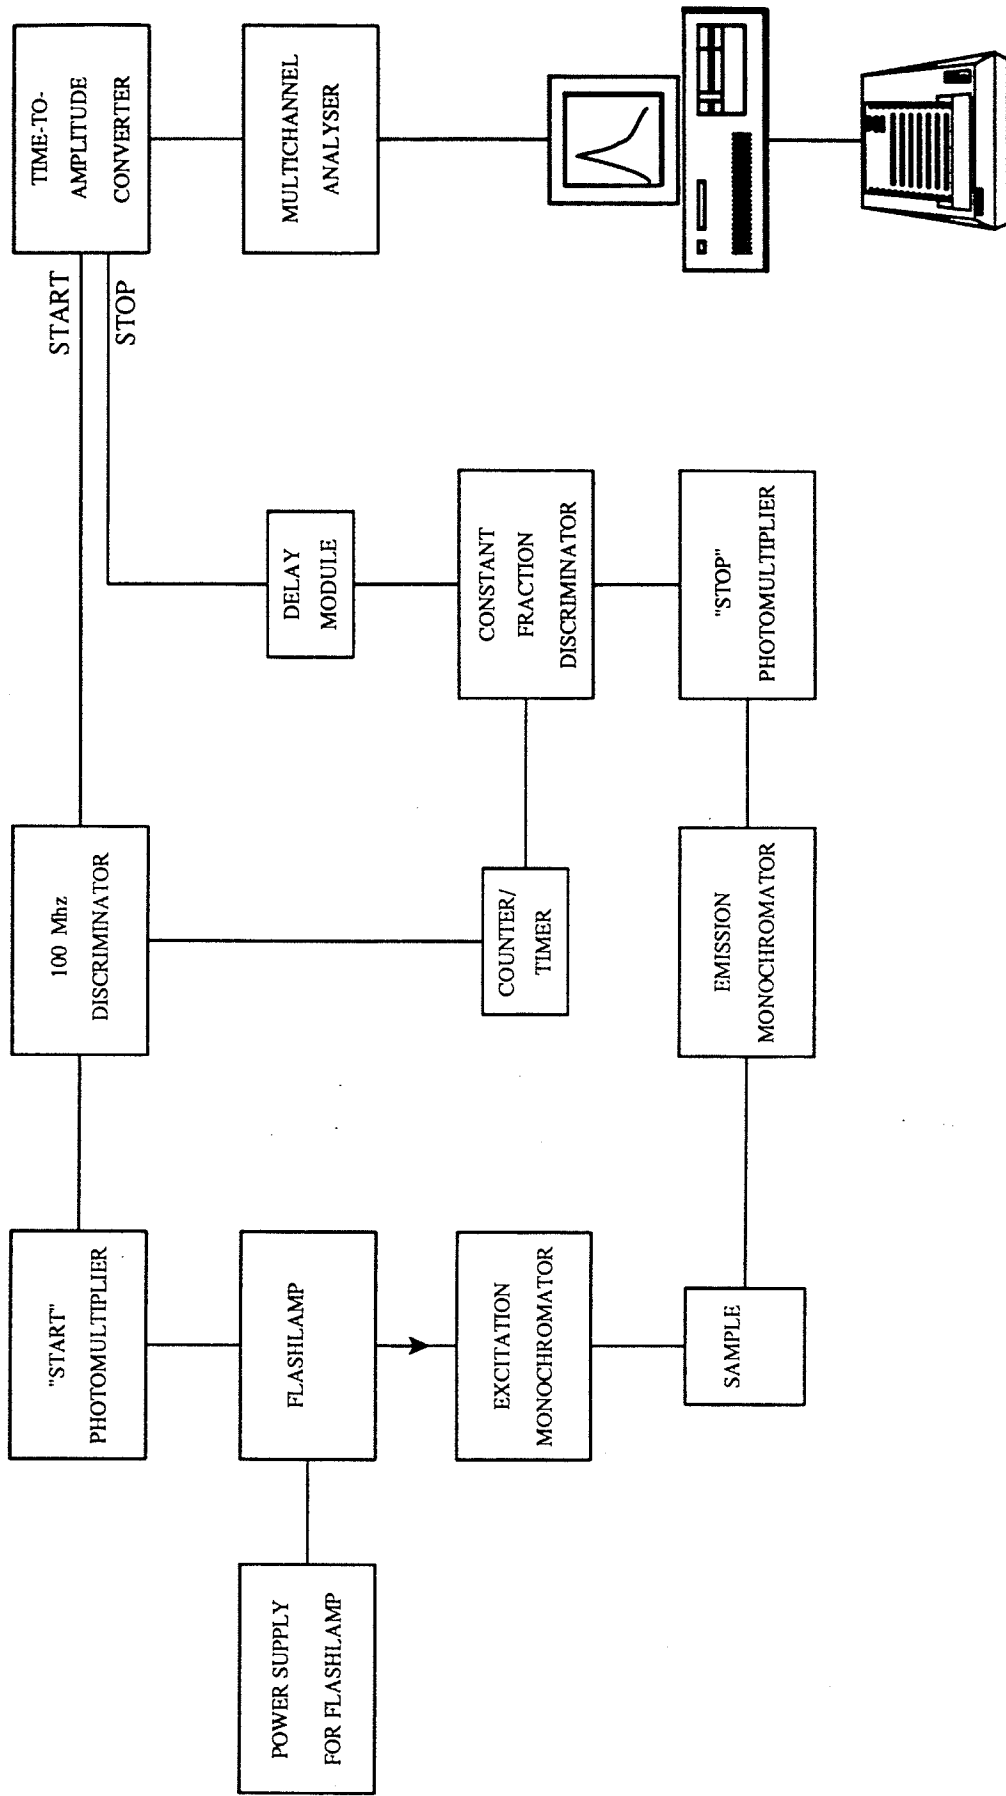 POWER SUPPLY
FOR FLASHLAMP
"START"
PHOTOMULTIPLIER
FLASHLAMP
EXCITATION
MONOCHROMATOR
SAMPLE
100 Mhz
DISCRIMINATOR
COUNTER/
TIMER
EMISSION
MONOCHROMATOR
DELAY
MODULE
CONSTANT
FRACTION
DISCRIMINATOR
"STOP"
PHOTOMULTIPLIER
START
STOP
TIME-TO-
AMPLITUDE
CONVERTER
MULTICHANNEL
ANALYSER